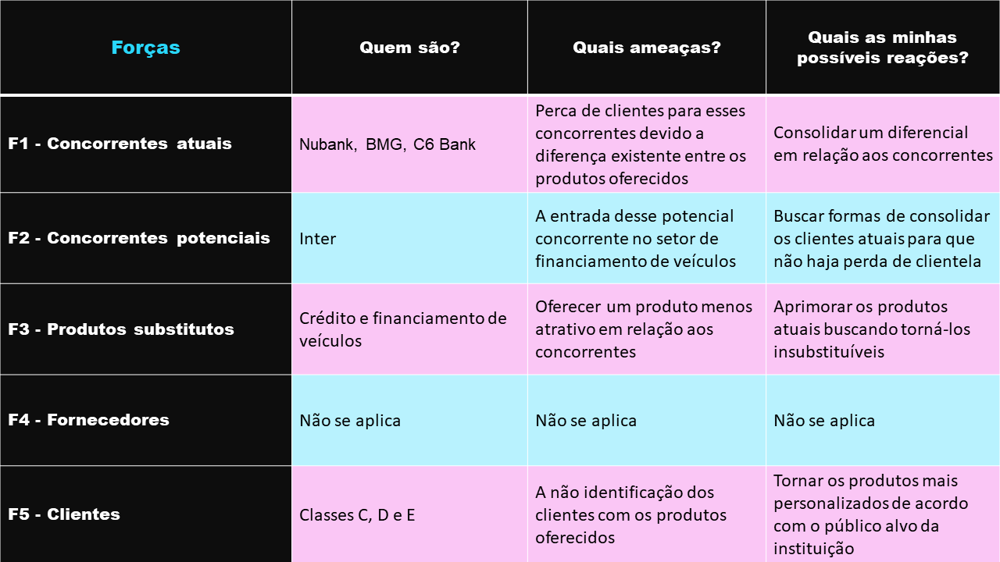 Forças
Quem são?
Quais ameaças?
Quais as minhas
possíveis reações?
F1 - Concorrentes atuais
Nubank, BMG, C6 Bank
Perca de clientes para esses
concorrentes devido a
diferença existente entre os
produtos oferecidos
Consolidar um diferencial
em relação aos concorrentes
F2 - Concorrentes potenciais
Inter
A entrada desse potencial
concorrente no setor de
financiamento de veículos
Buscar formas de consolidar
os clientes atuais para que
não haja perda de clientela
F3 - Produtos substitutos
Crédito e financiamento de
veículos
Oferecer um produto menos
atrativo em relação aos
concorrentes
Aprimorar os produtos
atuais buscando torná-los
insubstituíveis
F4 - Fornecedores
Não se aplica
Não se aplica
Não se aplica
F5 - Clientes
Classes C, D e E
A não identificação dos
clientes com os produtos
oferecidos
Tornar os produtos mais
personalizados de acordo
com o público alvo da
instituição